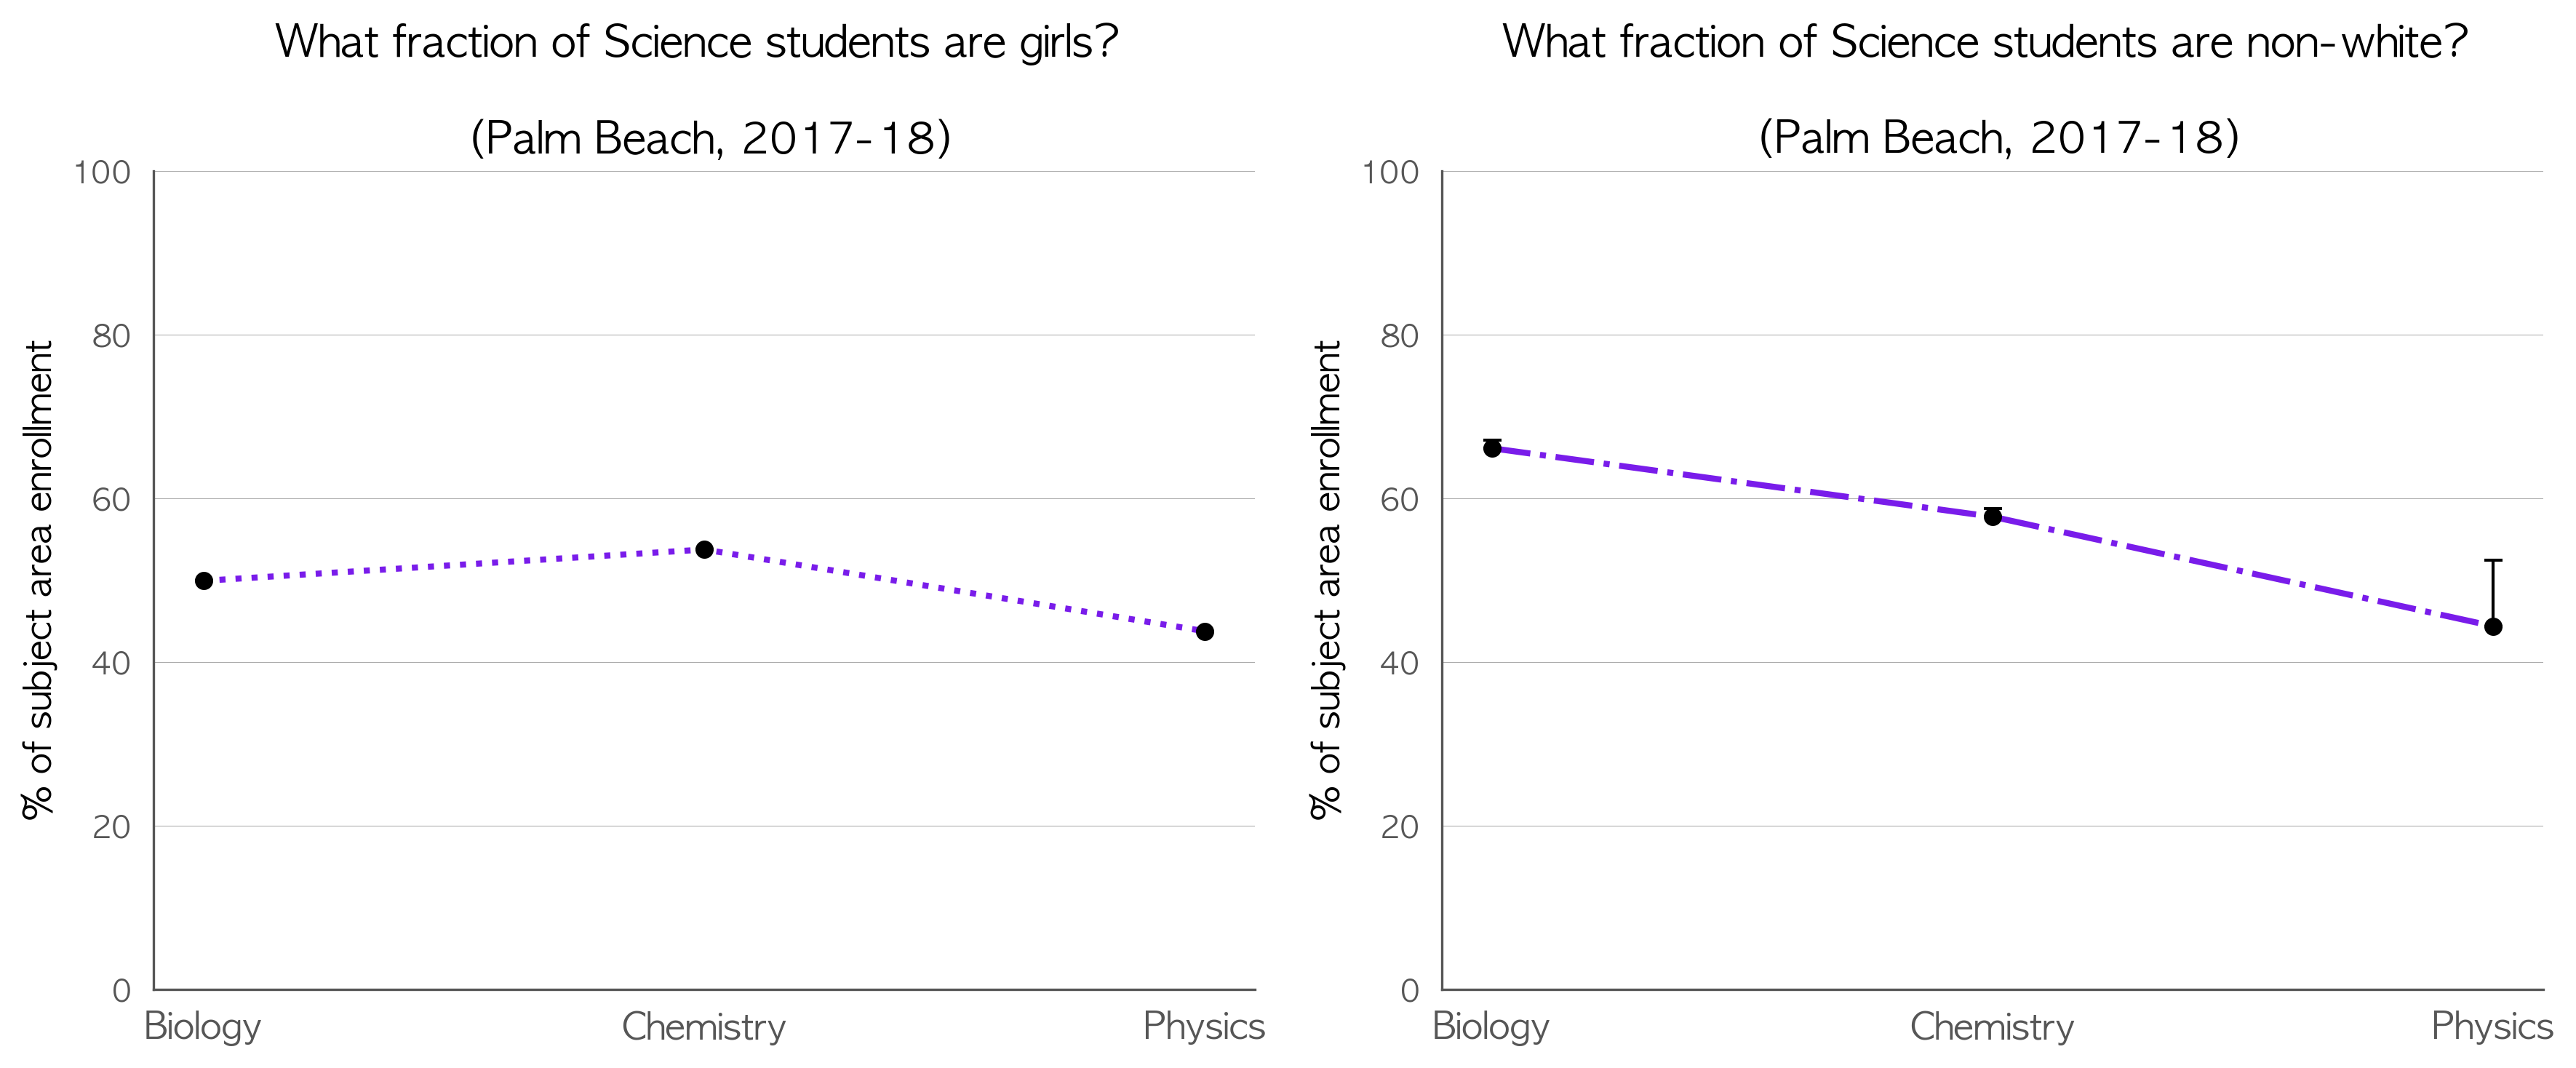 What fraction of Science students are girls?
(Palm Beach, 2017-18)
% of subject area enrollment
100
80
60
40
20
0
Biology
Chemistry
Physics
What fraction of Science students are non-white?
(Palm Beach, 2017-18)
% of subject area enrollment
100
80
60
40
20
0
Biology
Chemistry
Physics